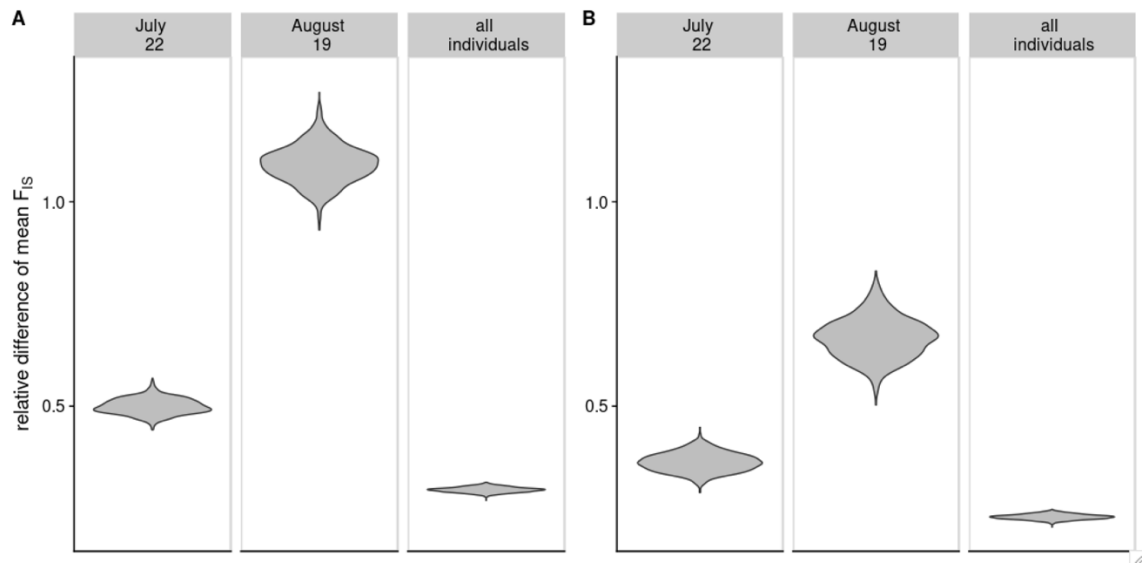 A
July
22
August
19
all
individuals
relative difference of mean FIS
1.0
0.5
B
July
22
August
19
all
individuals
1.0
0.5